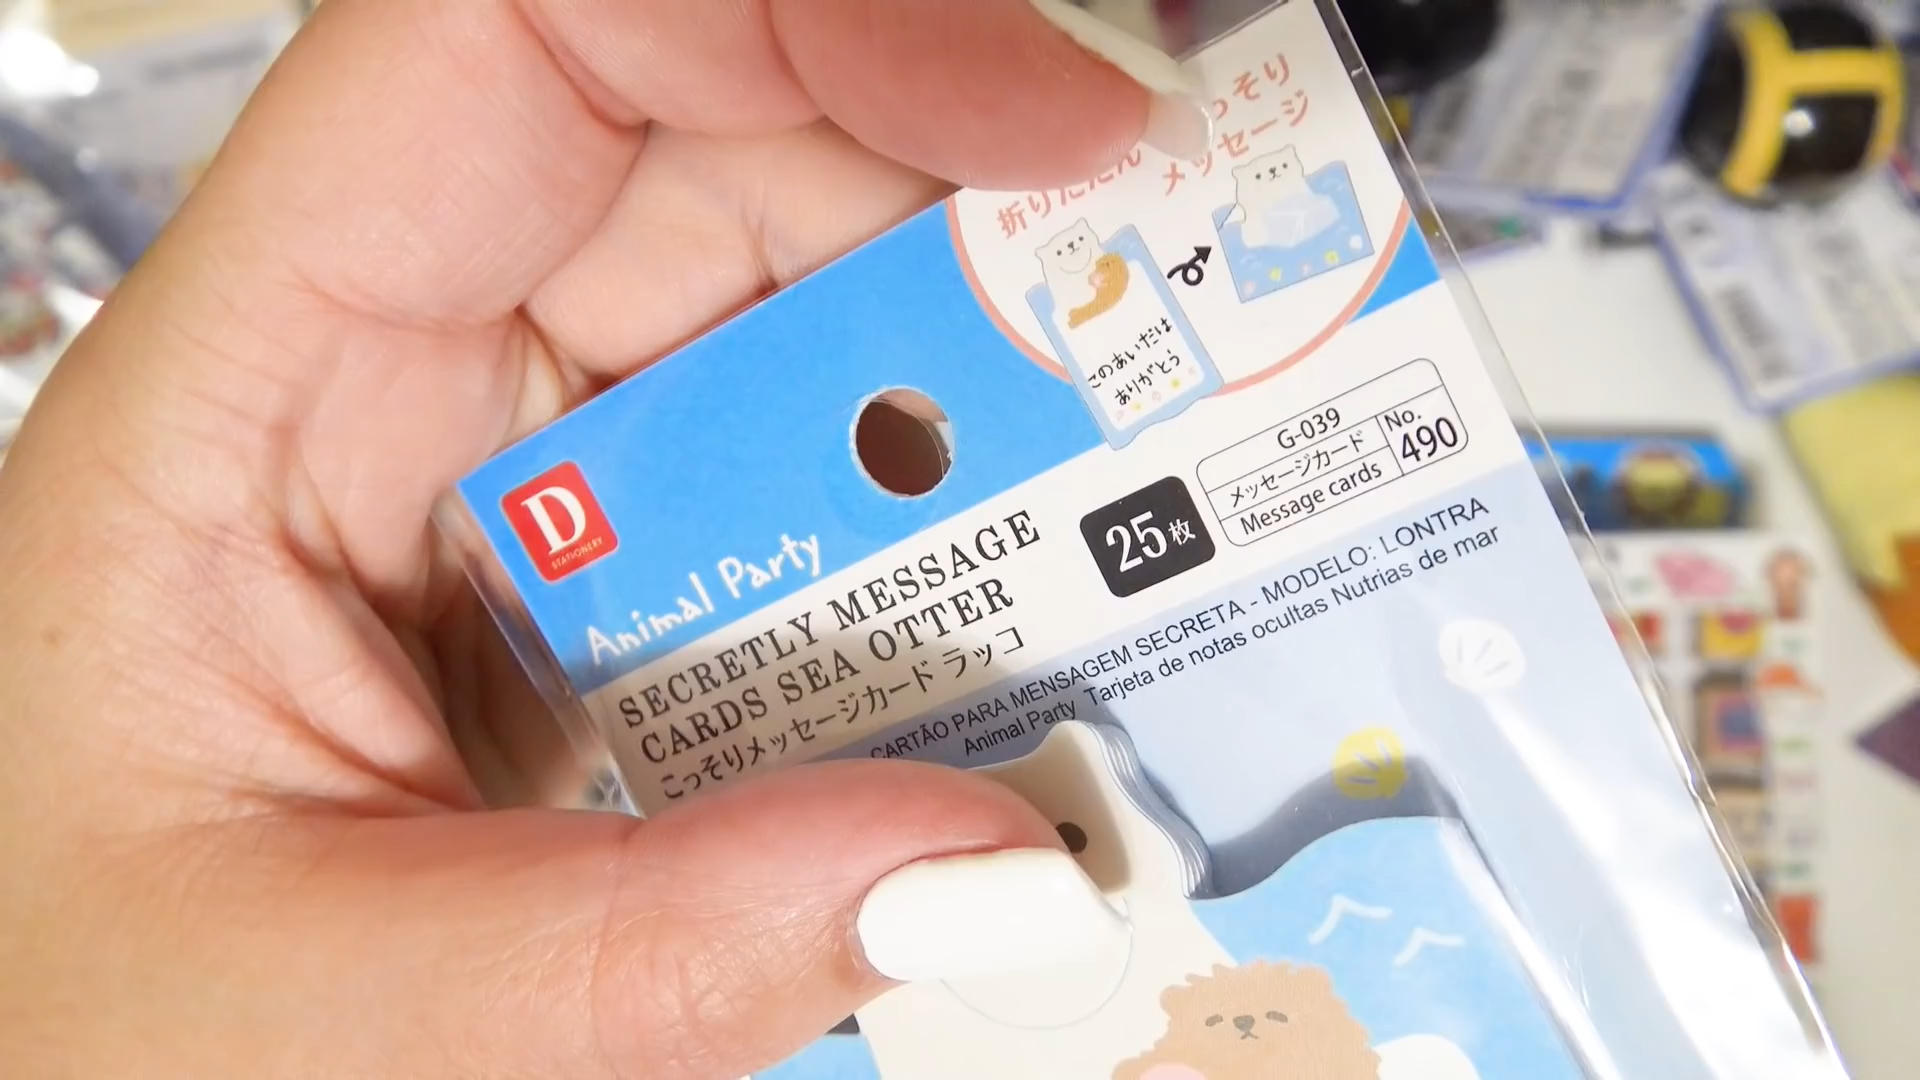 っそり
メッセージ
折りたたん
このあいだは
ありがとう
G-039
メッセージカード
Message cards
No.
490
25枚
D
STATIONERY
Animal Party
SECRETLY MESSAGE
CARDS SEA OTTER
こっそりメッセージカード ラッコ
CARTÃO PARA MENSAGEM SECRETA - MODELO: LONTRA
Animal Party Tarjeta de notas ocultas Nutrias de mar